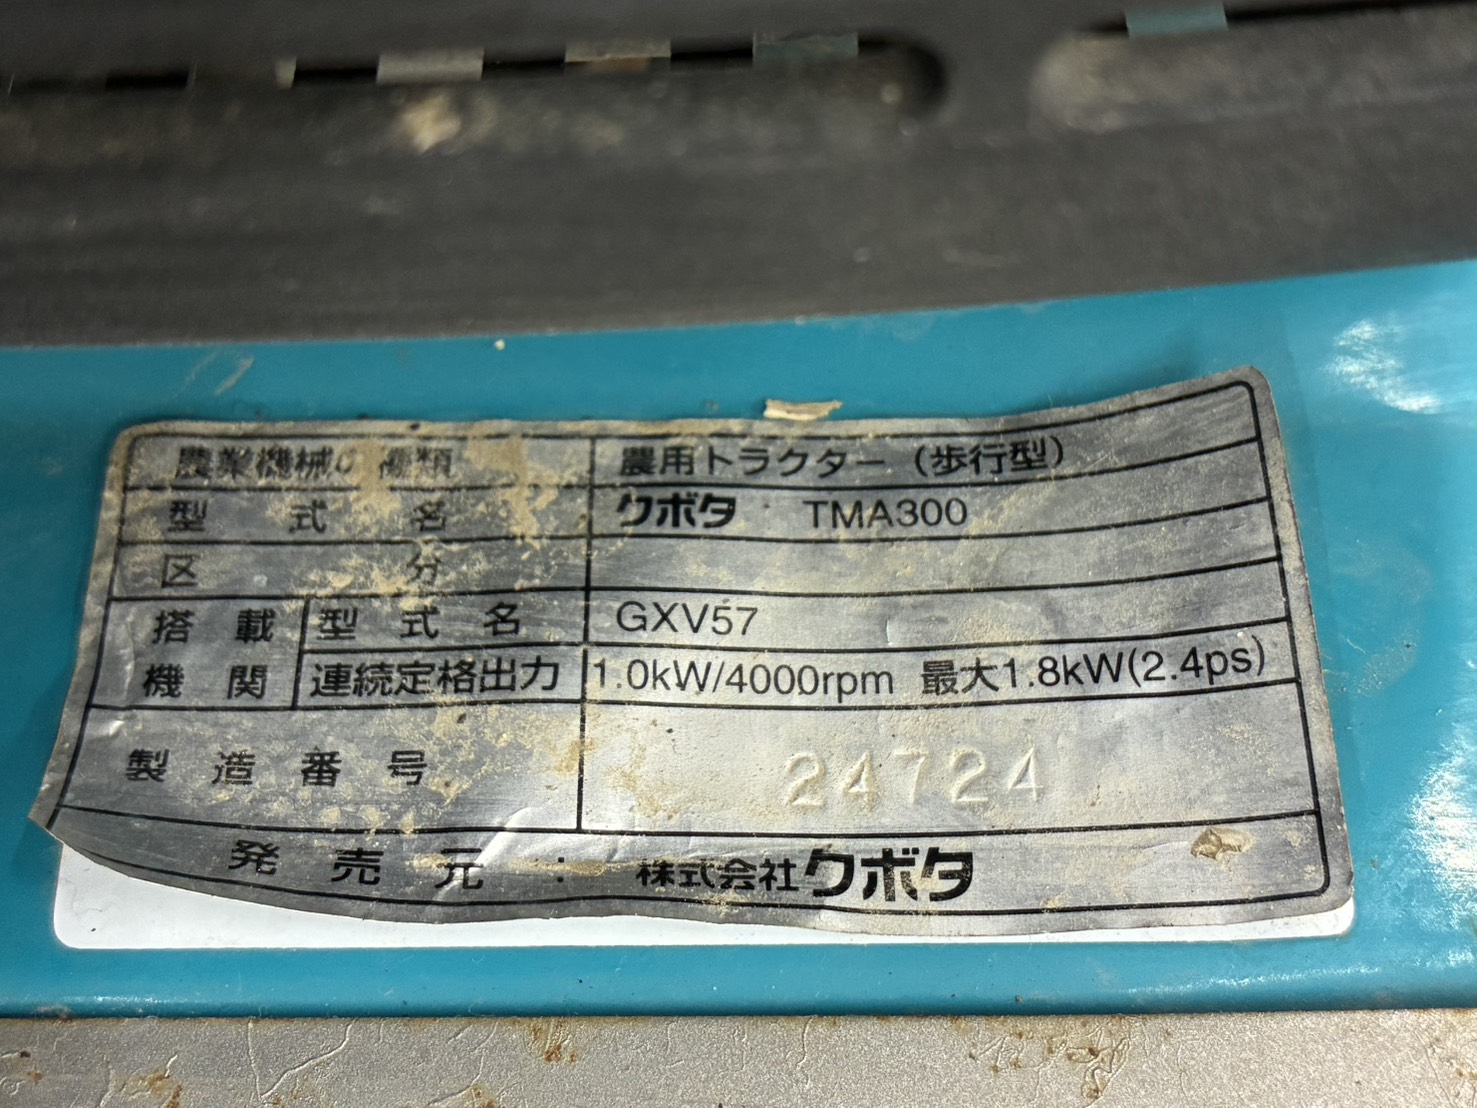 農業機械の種類 農用トラクター（歩行型）
型式名 クボタ TMA300
区分
搭載機関 型式名 GXV57
連続定格出力 1.0kW/4000rpm 最大1.8kW(2.4ps)
製造番号 24724
発売元：株式会社クボタ